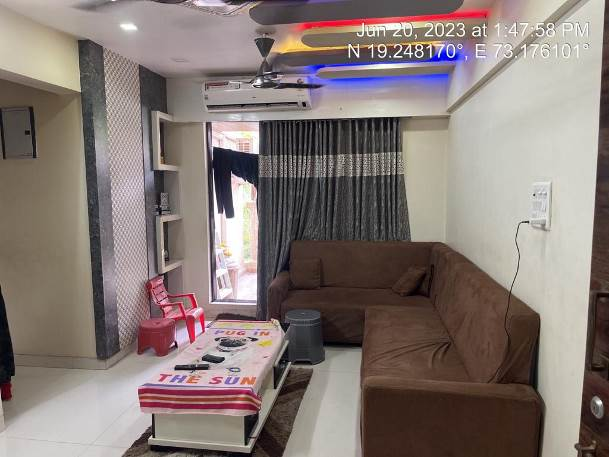 Jun 20, 2023 at 1:47:58 PM
N 19.248170°, E 73.176101°
PUG IN
THE SUN